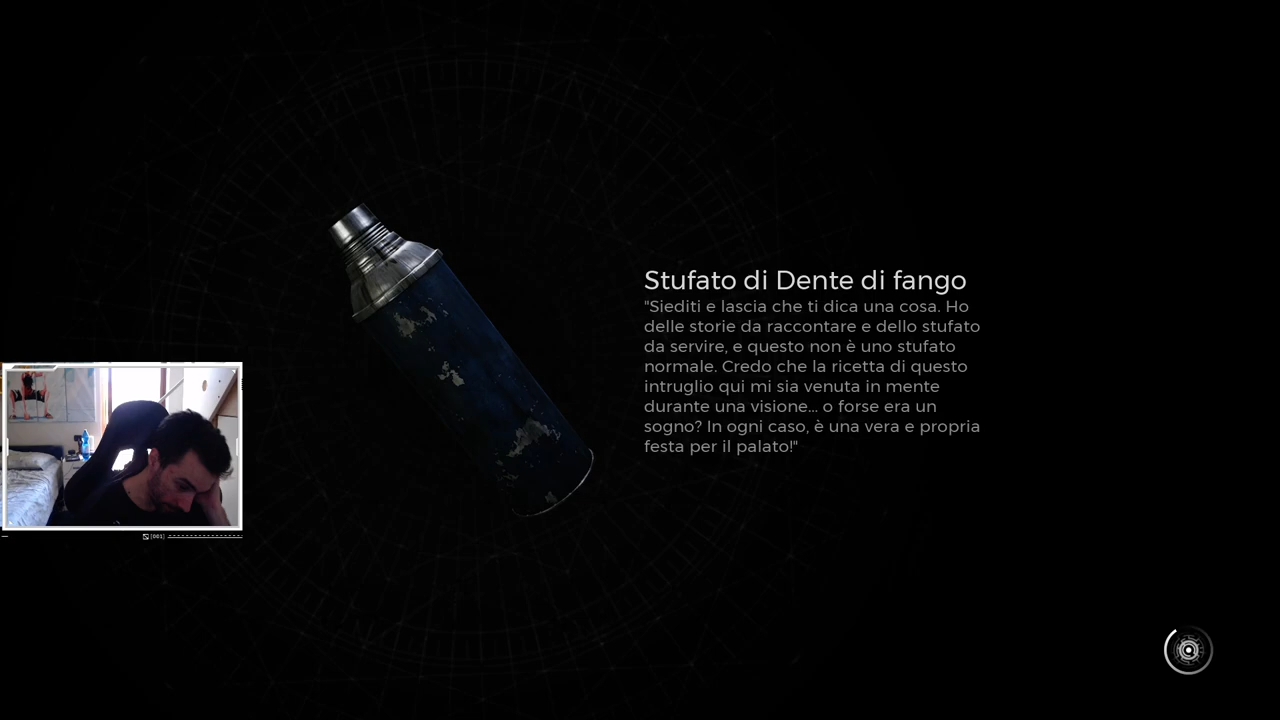 Stufato di Dente di fango
"Siediti e lascia che ti dica una cosa. Ho
delle storie da raccontare e dello stufato
da servire, e questo non è uno stufato
normale. Credo che la ricetta di questo
intruglio qui mi sia venuta in mente
durante una visione... o forse era un
sogno? In ogni caso, è una vera e propria
festa per il palato!"
[001]